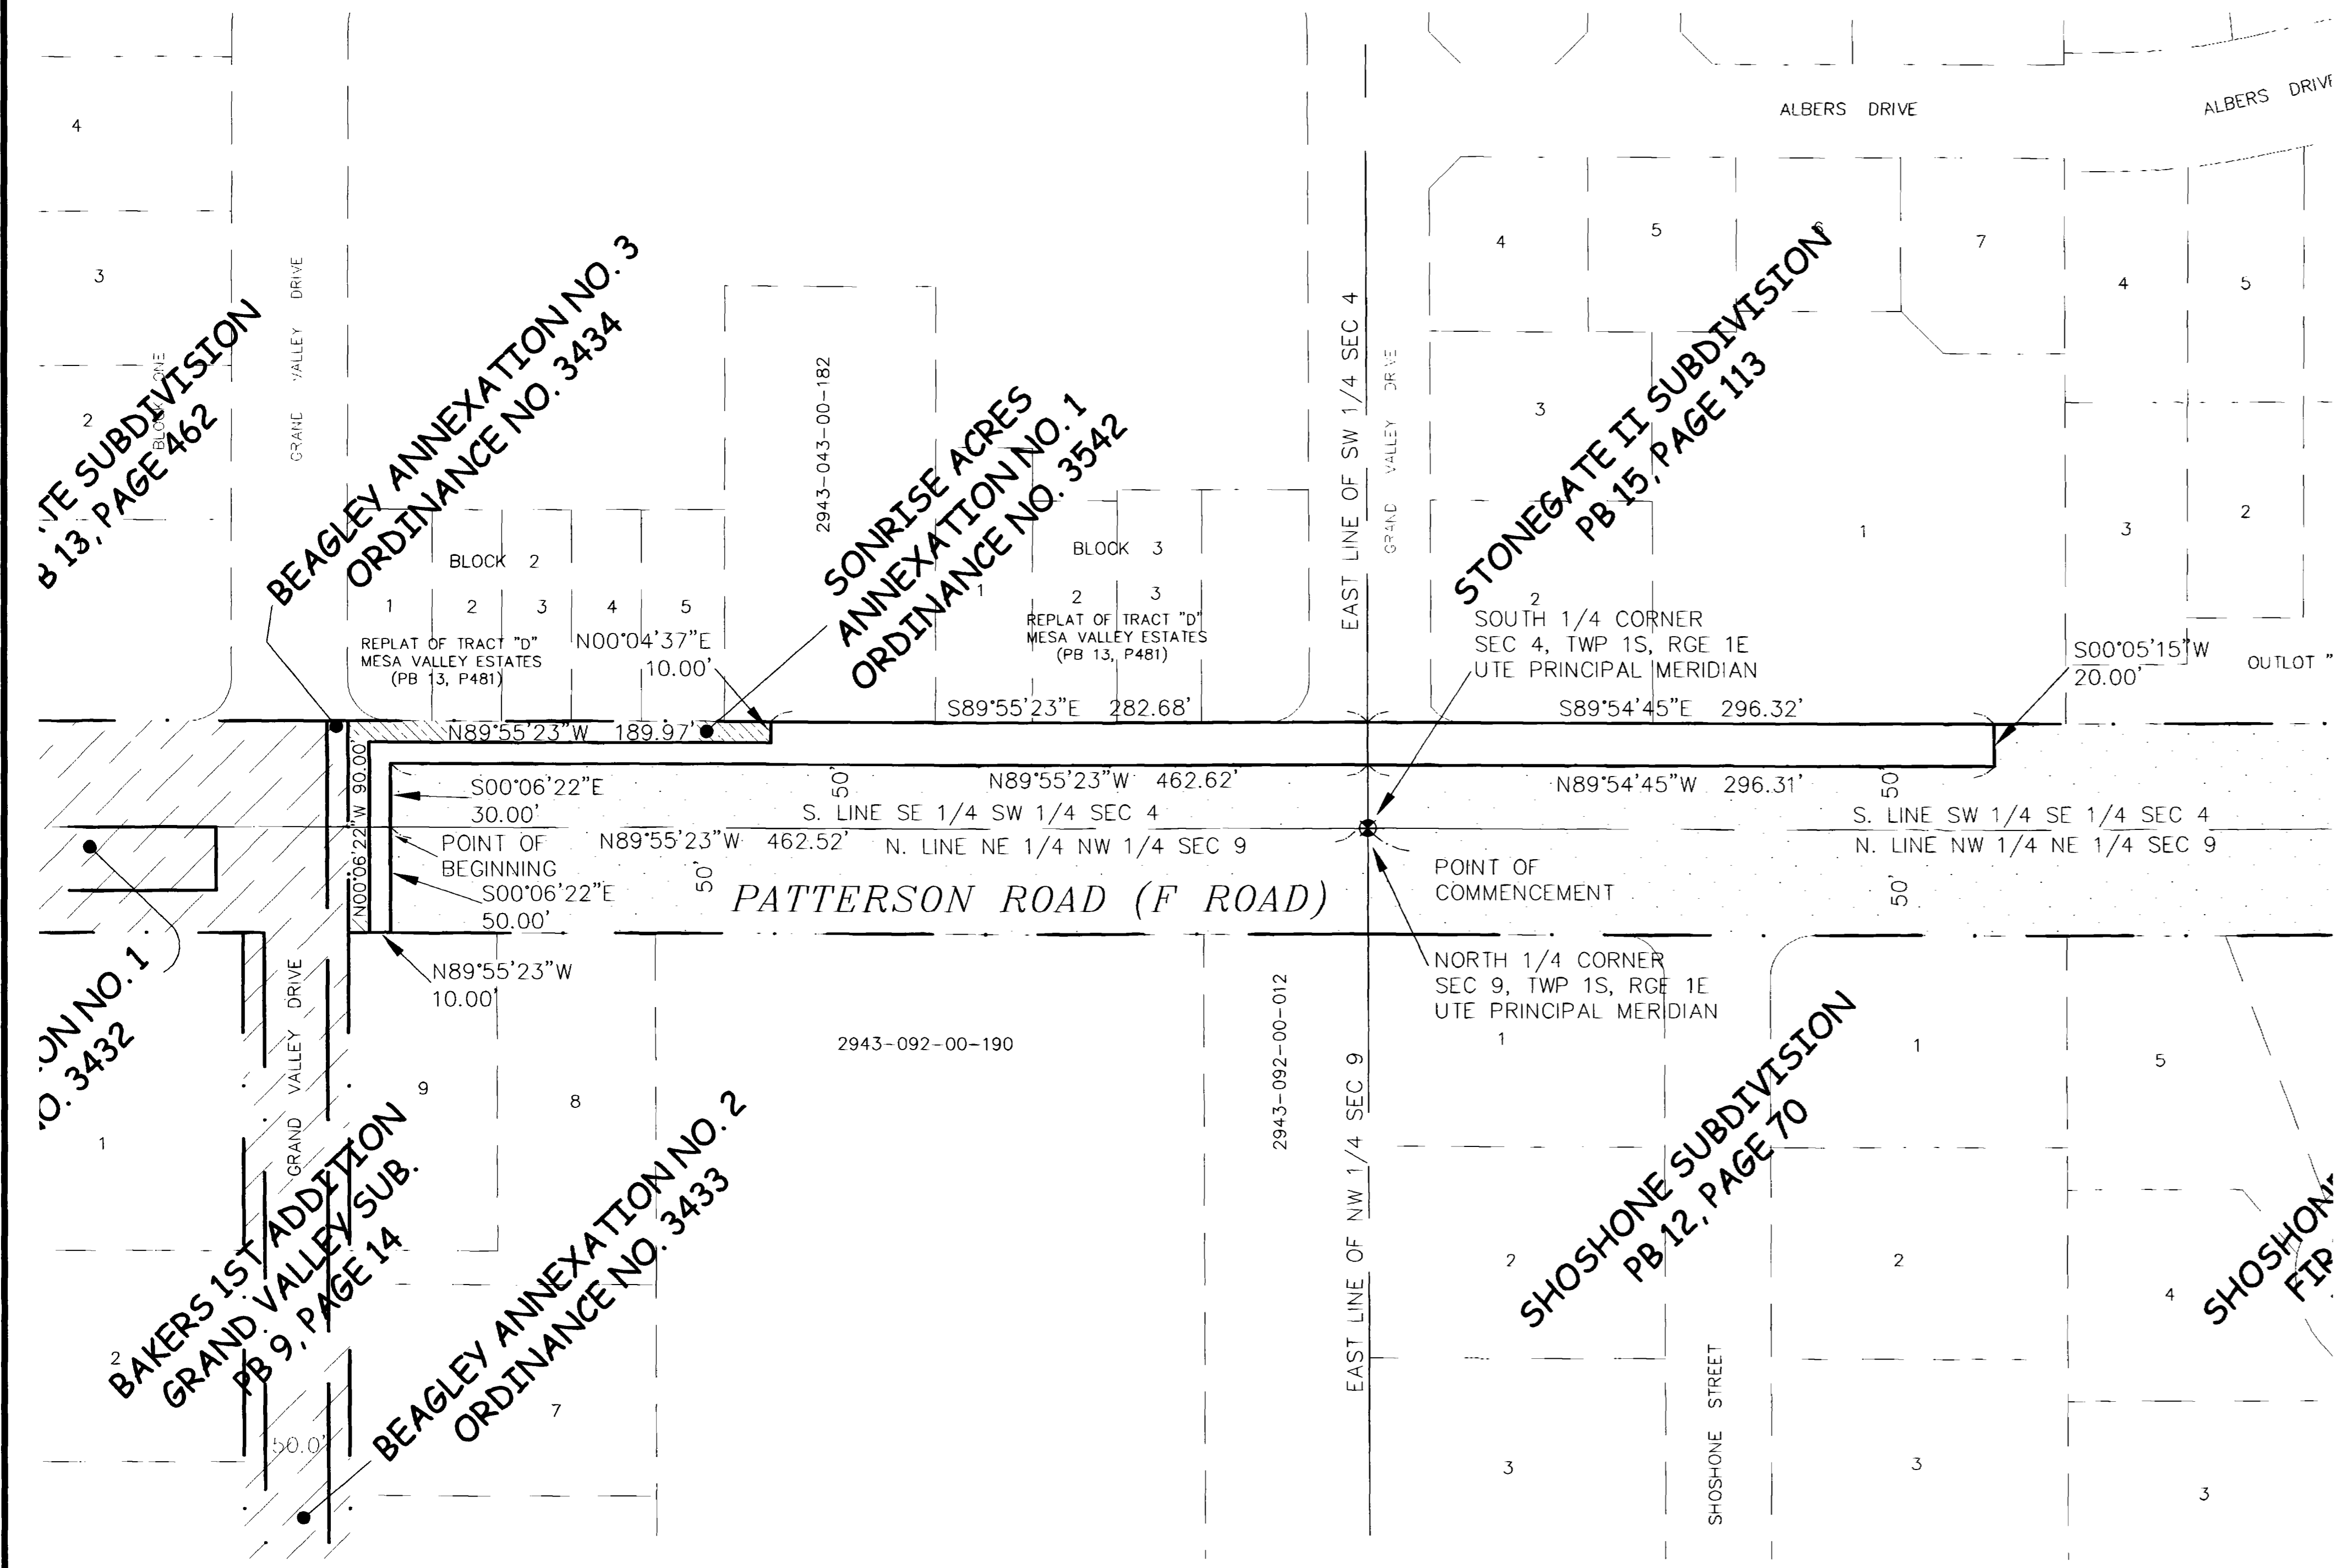 ALBERS DRIVE
ALBERS DRIV
4
3
2
BLOCK ONE
GRAND VALLEY DRIVE
TE SUBDIVISION
B 13, PAGE 462
BEAGLEY ANNEXATION NO. 3
ORDINANCE NO. 3434
2943-043-00-182
SONRISE ACRES
ANNEXATION NO. 1
ORDINANCE NO. 3542
EAST LINE OF SW 1/4 SEC 4
GRAND VALLEY DRIVE
STONEGATE II SUBDIVISION
PB 15, PAGE 113
4
5
6
7
4
5
3
1
3
2
2
BLOCK 2
1
2
3
4
5
REPLAT OF TRACT "D"
MESA VALLEY ESTATES
(PB 13, P481)
N00°04'37"E
10.00'
BLOCK 3
1
2
3
REPLAT OF TRACT "D"
MESA VALLEY ESTATES
(PB 13, P481)
SOUTH 1/4 CORNER
SEC 4, TWP 1S, RGE 1E
UTE PRINCIPAL MERIDIAN
S00°05'15"W
20.00'
OUTLOT "
S89°55'23"E 282.68'
S89°54'45"E 296.32'
N89°55'23"W 189.97'
N00°06'22"W 90.00'
S00°06'22"E
30.00'
50'
N89°55'23"W 462.62'
N89°54'45"W 296.31'
50'
S. LINE SE 1/4 SW 1/4 SEC 4
S. LINE SW 1/4 SE 1/4 SEC 4
POINT OF
BEGINNING
N89°55'23"W 462.52'
N. LINE NE 1/4 NW 1/4 SEC 9
N. LINE NW 1/4 NE 1/4 SEC 9
S00°06'22"E
50.00'
50'
PATTERSON ROAD (F ROAD)
POINT OF
COMMENCEMENT
50'
N89°55'23"W
10.00'
NORTH 1/4 CORNER
SEC 9, TWP 1S, RGE 1E
UTE PRINCIPAL MERIDIAN
ON NO. 1
O. 3432
GRAND VALLEY DRIVE
2943-092-00-190
2943-092-00-012
EAST LINE OF NW 1/4 SEC 9
1
2
9
8
7
BAKERS 1ST ADDITION
GRAND VALLEY SUB.
PB 9, PAGE 14
BEAGLEY ANNEXATION NO. 2
ORDINANCE NO. 3433
50.0'
SHOSHONE SUBDIVISION
PB 12, PAGE 70
SHOSHONE STREET
1
2
3
1
2
3
5
4
3
SHOSHON
FIR